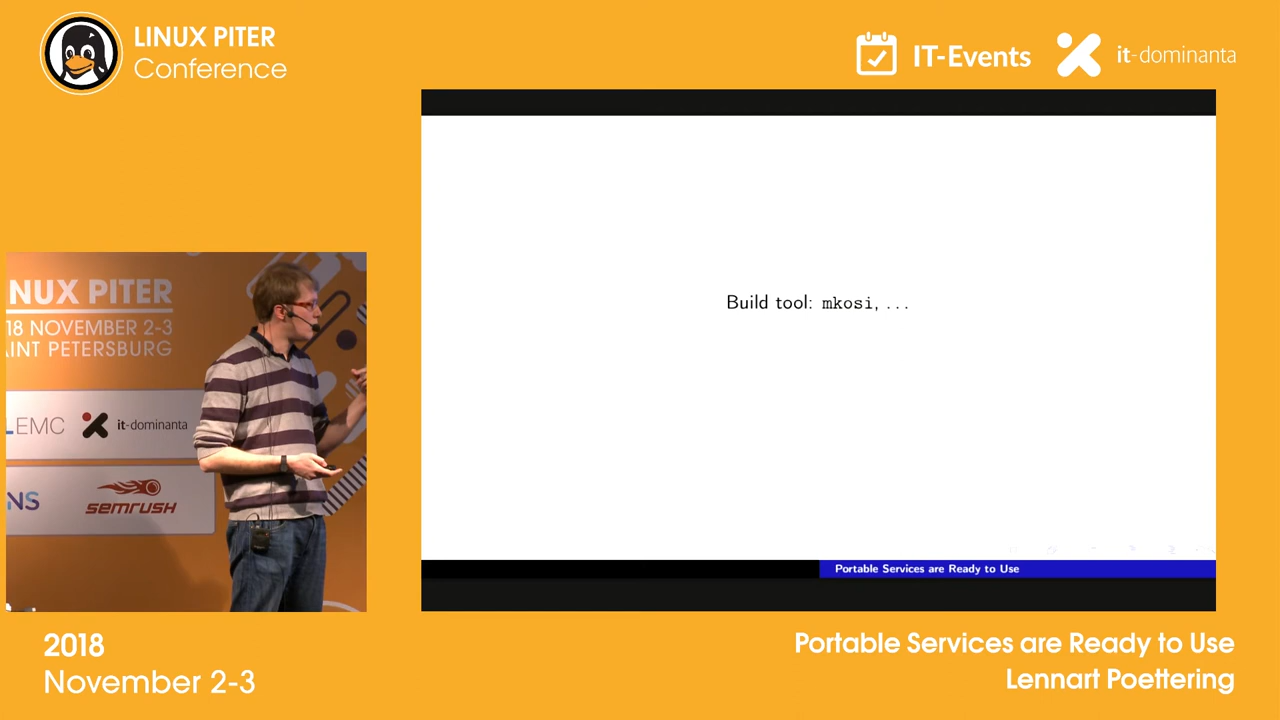 LINUX PITER
Conference
IT-Events
it-dominanta
Build tool: mkosi, ...
Portable Services are Ready to Use
NUX PITER
18 NOVEMBER 2-3
AINT PETERSBURG
EMC
it-dominanta
NS
SEMRUSH
2018
November 2-3
Portable Services are Ready to Use
Lennart Poettering